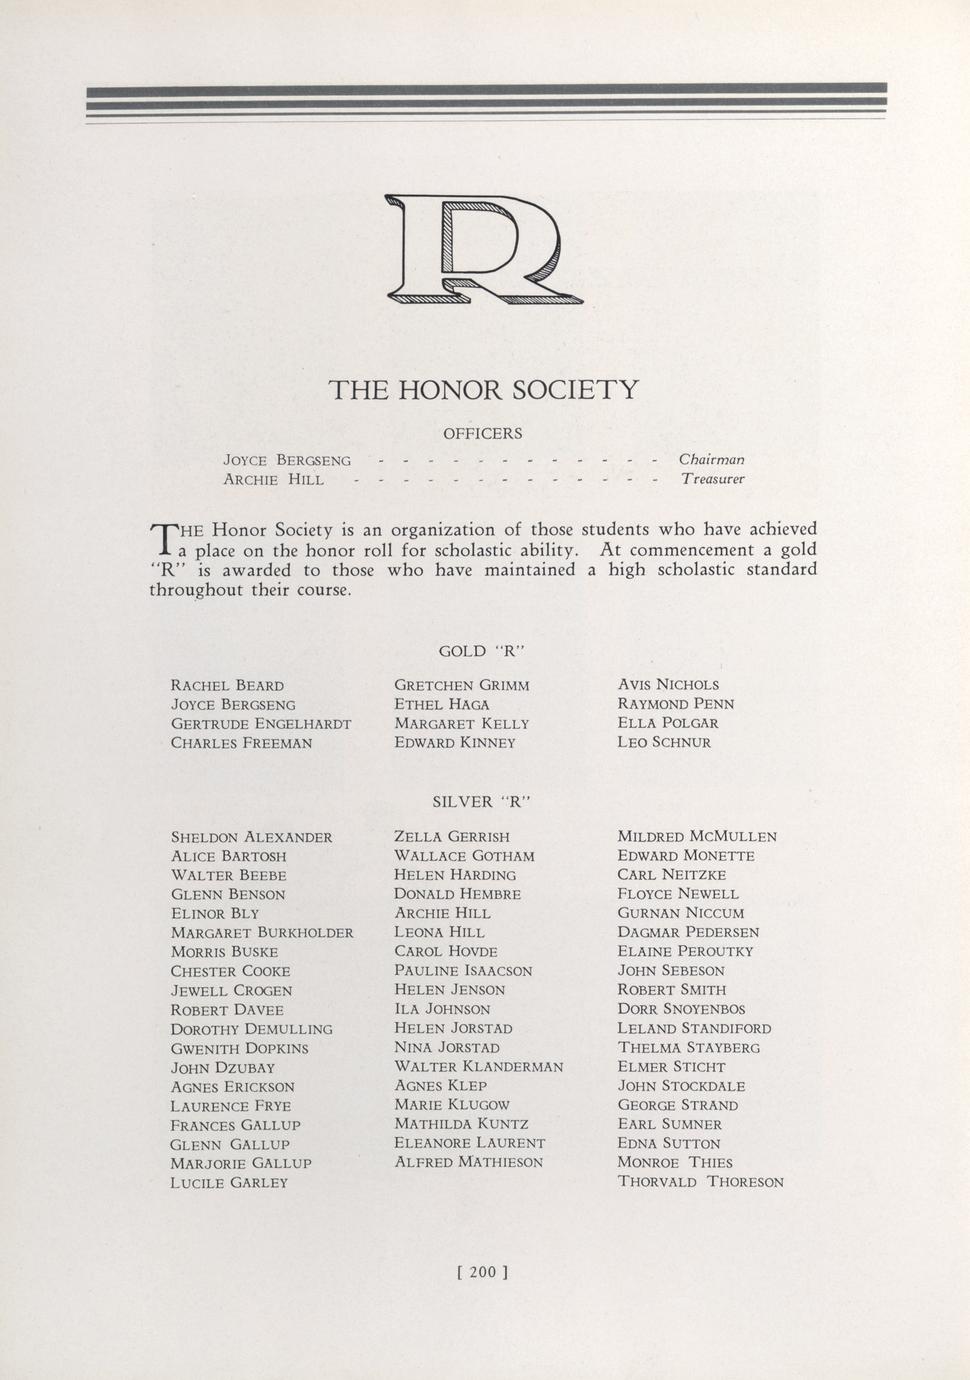 R
THE HONOR SOCIETY
OFFICERS
JOYCE BERGSENG - - - - - - - - - - - - Chairman
ARCHIE HILL - - - - - - - - - - - - - Treasurer
THE Honor Society is an organization of those students who have achieved
a place on the honor roll for scholastic ability. At commencement a gold
“R” is awarded to those who have maintained a high scholastic standard
throughout their course.
GOLD “R”
RACHEL BEARD
JOYCE BERGSENG
GERTRUDE ENGELHARDT
CHARLES FREEMAN
GRETCHEN GRIMM
ETHEL HAGA
MARGARET KELLY
EDWARD KINNEY
AVIS NICHOLS
RAYMOND PENN
ELLA POLGAR
LEO SCHNUR
SILVER “R”
SHELDON ALEXANDER
ALICE BARTOSH
WALTER BEEBE
GLENN BENSON
ELINOR BLY
MARGARET BURKHOLDER
MORRIS BUSKE
CHESTER COOKE
JEWELL CROGEN
ROBERT DAVEE
DOROTHY DEMULLING
GWENITH DOPKINS
JOHN DZUBAY
AGNES ERICKSON
LAURENCE FRYE
FRANCES GALLUP
GLENN GALLUP
MARJORIE GALLUP
LUCILE GARLEY
ZELLA GERRISH
WALLACE GOTHAM
HELEN HARDING
DONALD HEMBRE
ARCHIE HILL
LEONA HILL
CAROL HOVDE
PAULINE ISAACSON
HELEN JENSON
ILA JOHNSON
HELEN JORSTAD
NINA JORSTAD
WALTER KLANDERMAN
AGNES KLEP
MARIE KLUGOW
MATHILDA KUNTZ
ELEANORE LAURENT
ALFRED MATHIESON
MILDRED MCMULLEN
EDWARD MONETTE
CARL NEITZKE
FLOYCE NEWELL
GURNAN NICCUM
DAGMAR PEDERSEN
ELAINE PEROUTKY
JOHN SEBESON
ROBERT SMITH
DORR SNOYENBOS
LELAND STANDIFORD
THELMA STAYBERG
ELMER STICHT
JOHN STOCKDALE
GEORGE STRAND
EARL SUMNER
EDNA SUTTON
MONROE THIES
THORVALD THORESON
[ 200 ]